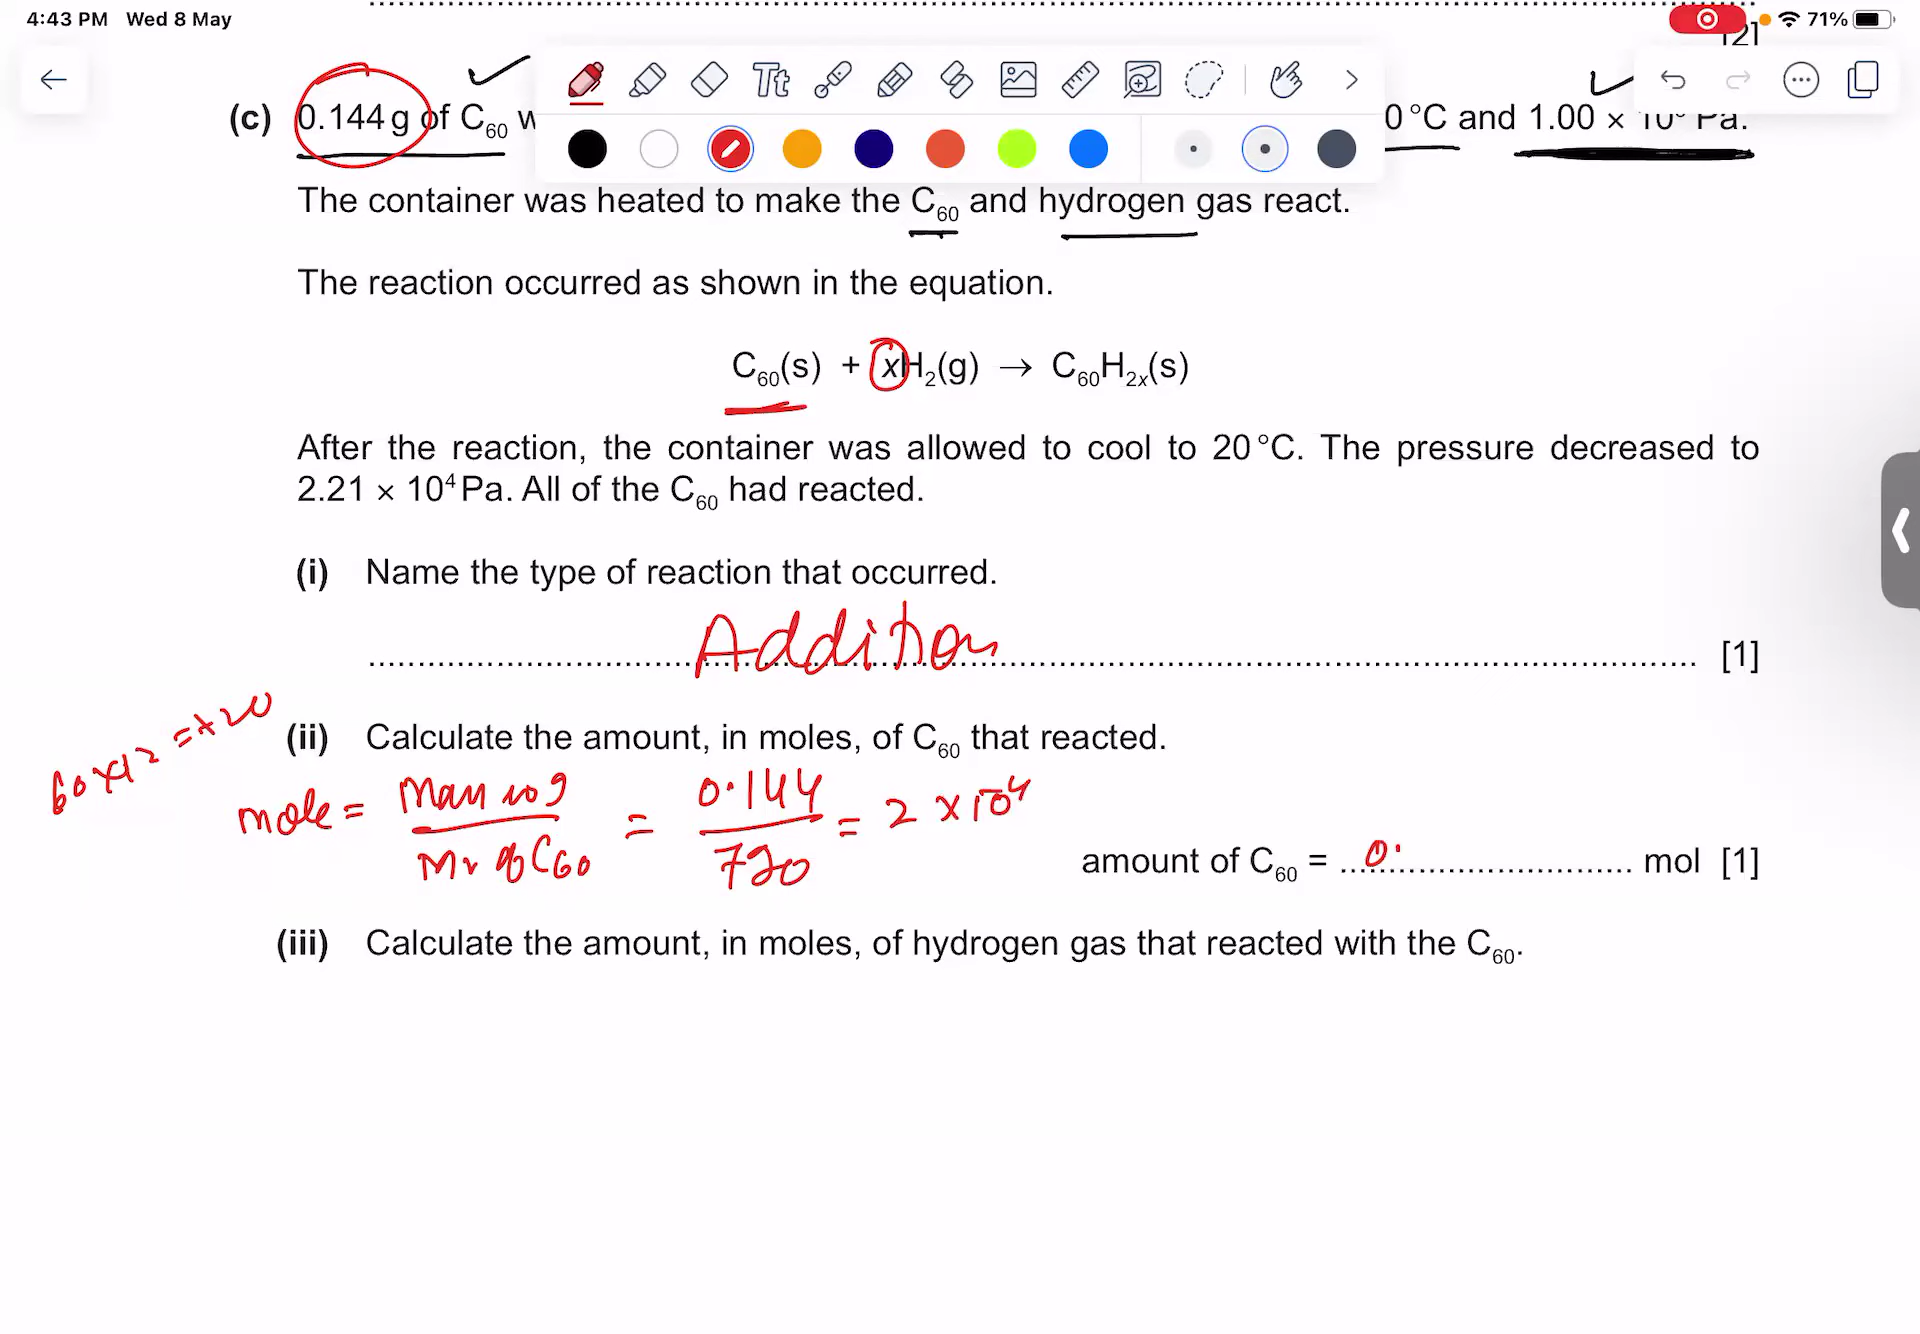 4:43 PM Wed 8 May
71%
[2]
(c) 0.144 g of C60 w
0 °C and 1.00 × 10 Pa.
Tt
The container was heated to make the C60 and hydrogen gas react.
The reaction occurred as shown in the equation.
C60(s) + xH2(g) → C60H2x(s)
After the reaction, the container was allowed to cool to 20 °C. The pressure decreased to
2.21 × 10⁴ Pa. All of the C60 had reacted.
(i) Name the type of reaction that occurred.
Addition
[1]
60×12 = 720
(ii) Calculate the amount, in moles, of C60 that reacted.
mole = Mass in g / Mr of C60 = 0.144 / 720 = 2 × 10⁻⁴
amount of C60 = 0. mol [1]
(iii) Calculate the amount, in moles, of hydrogen gas that reacted with the C60.